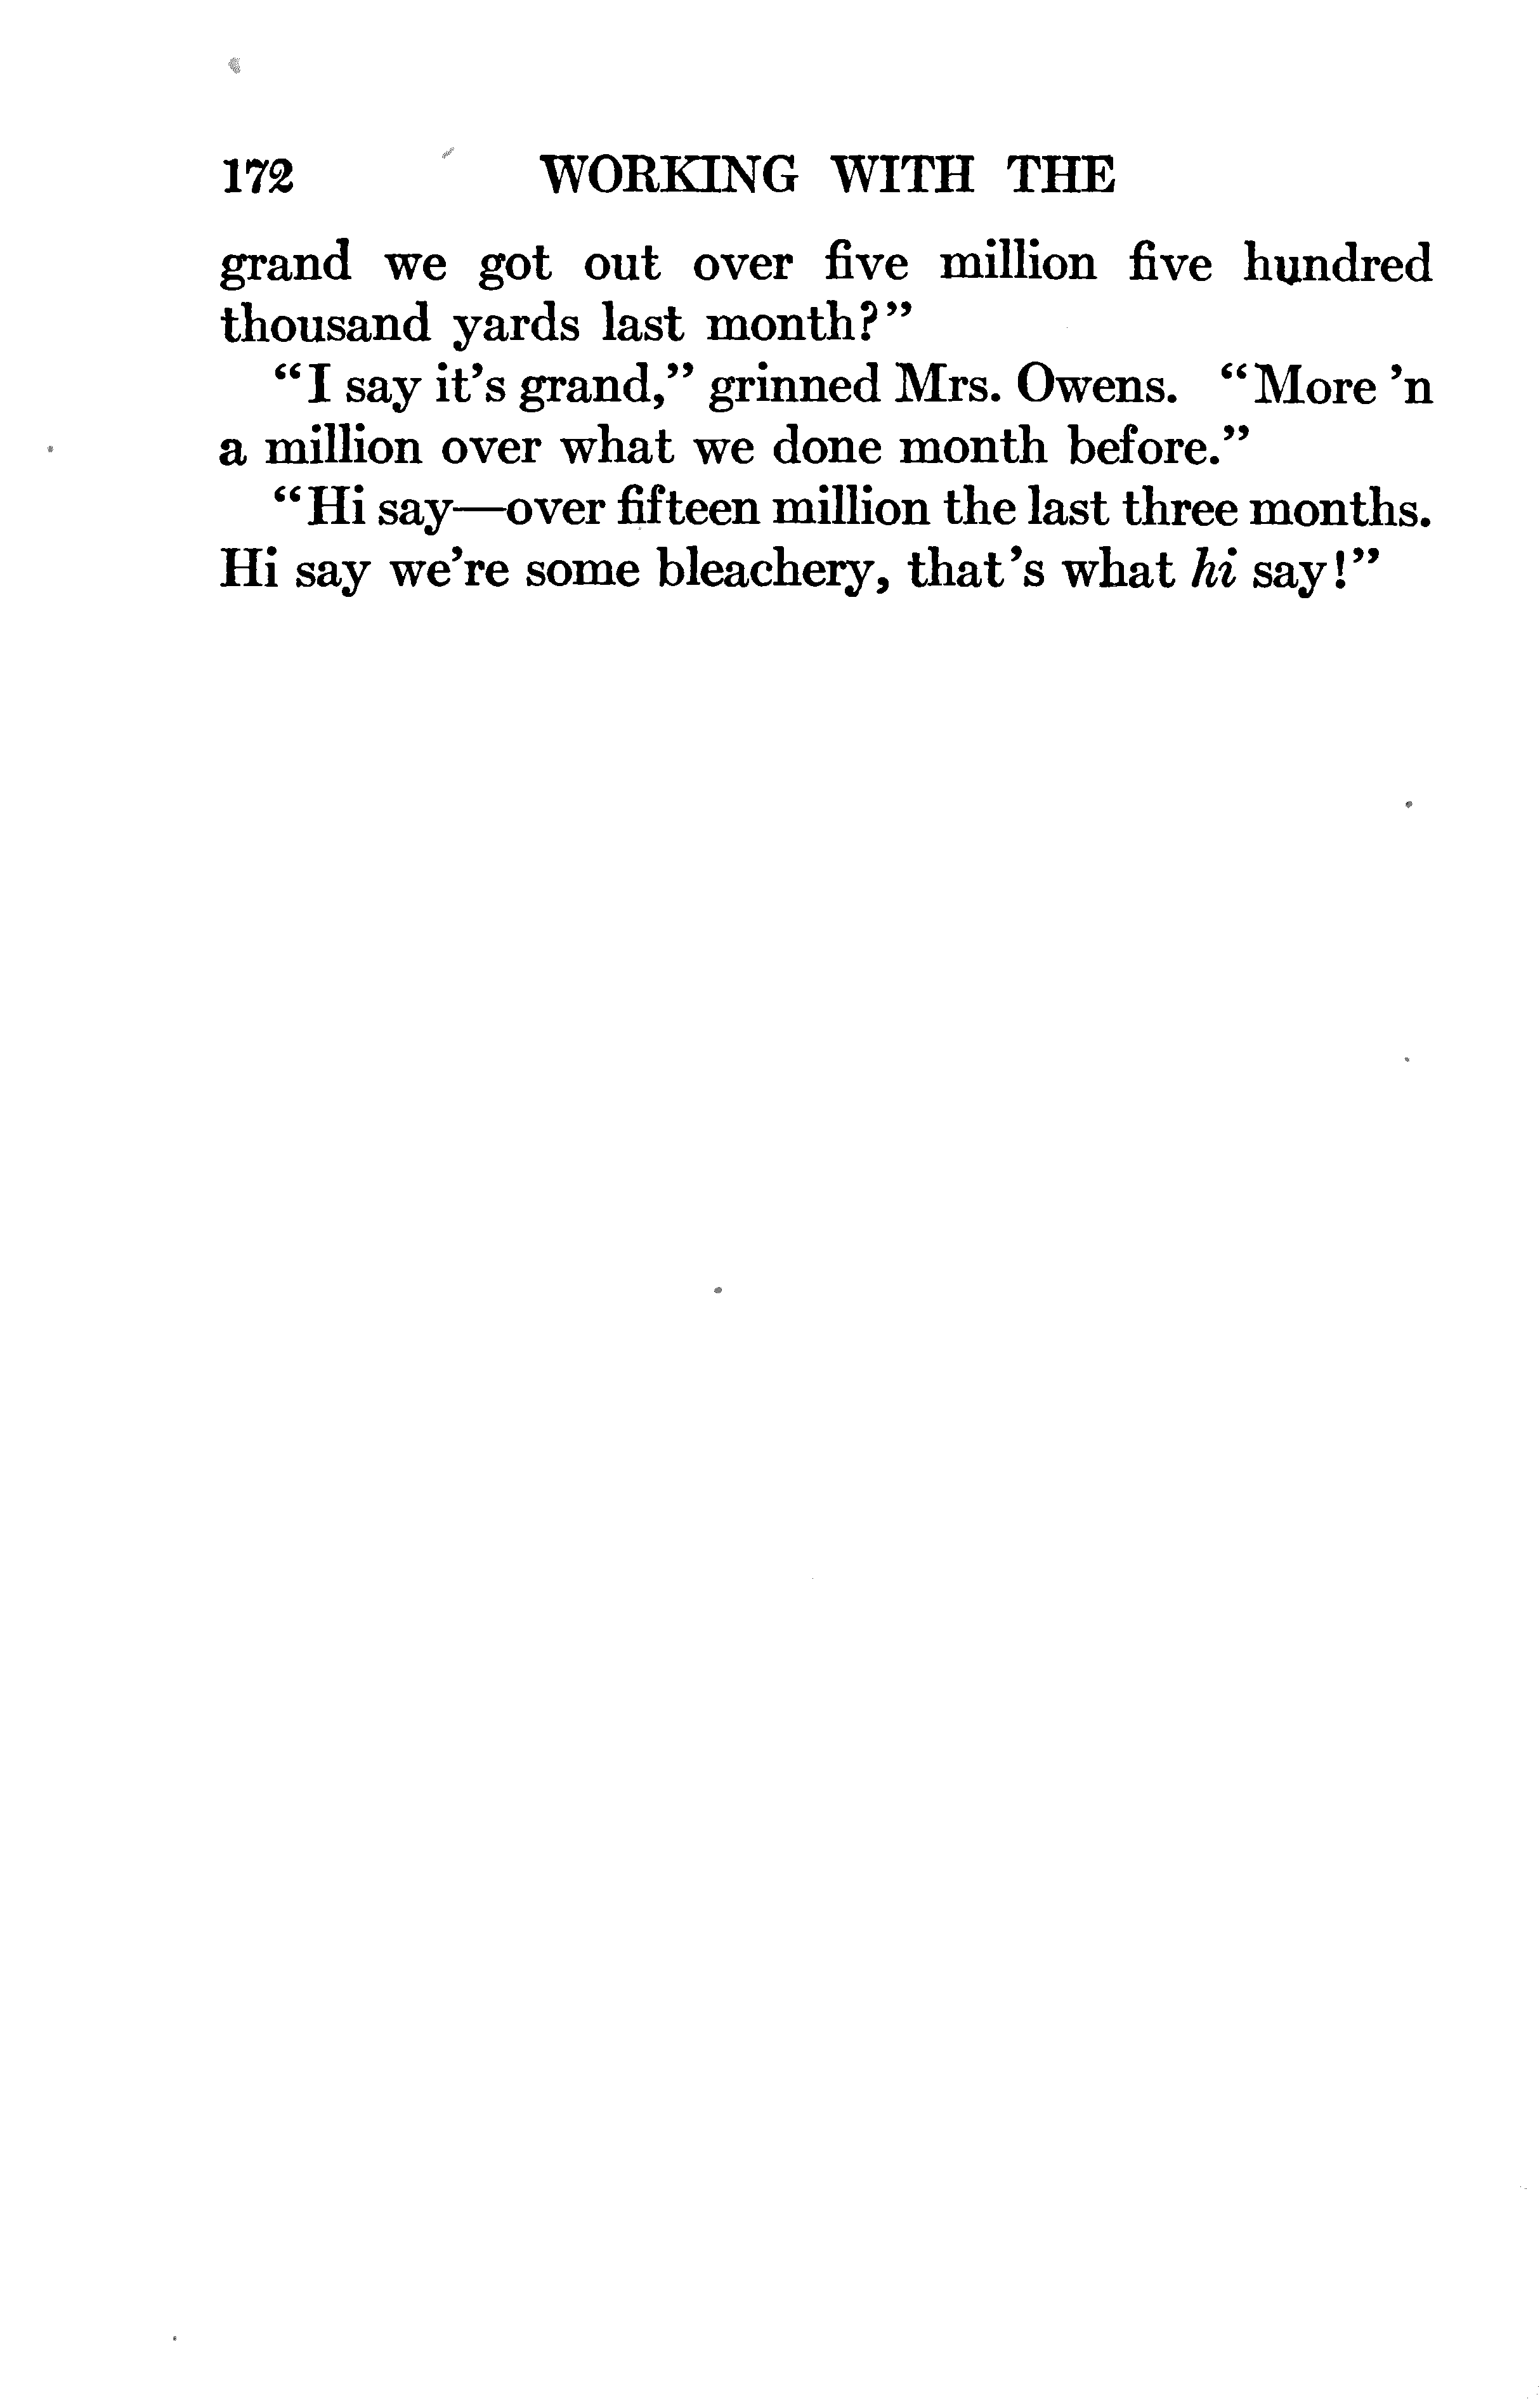 172 WORKING WITH THE
grand we got out over five million five hundred
thousand yards last month?”
“I say it’s grand,” grinned Mrs. Owens. “More ’n
a million over what we done month before.”
“Hi say—over fifteen million the last three months.
Hi say we’re some bleachery, that’s what hi say!”